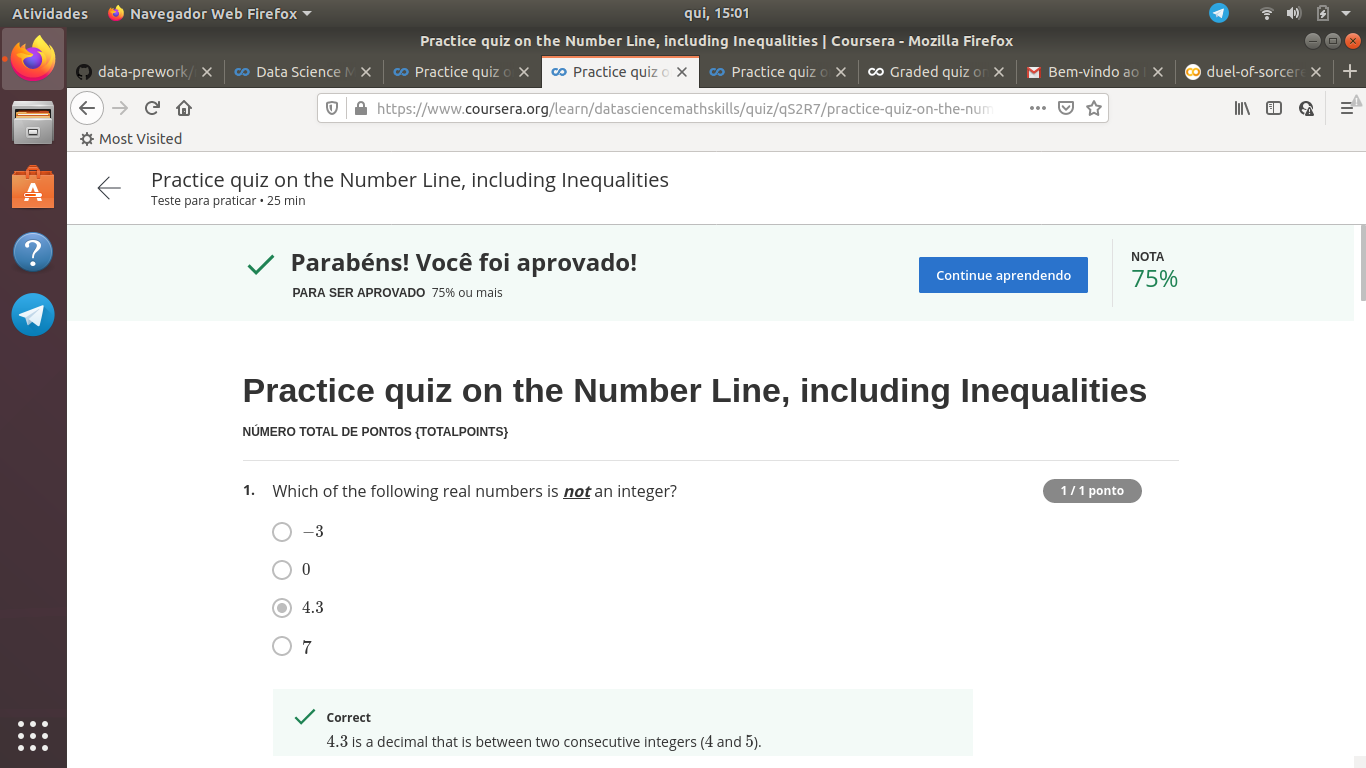 Atividades Navegador Web Firefox qui, 15:01
Practice quiz on the Number Line, including Inequalities | Coursera - Mozilla Firefox
data-prework/ Data Science M Practice quiz o Practice quiz o Practice quiz o Graded quiz on Bem-vindo ao duel-of-sorcere
https://www.coursera.org/learn/datasciencemathskills/quiz/qS2R7/practice-quiz-on-the-num
Most Visited
Practice quiz on the Number Line, including Inequalities
Teste para praticar • 25 min
Parabéns! Você foi aprovado!
PARA SER APROVADO 75% ou mais
Continue aprendendo
NOTA
75%
Practice quiz on the Number Line, including Inequalities
NÚMERO TOTAL DE PONTOS {TOTALPOINTS}
1. Which of the following real numbers is not an integer? 1 / 1 ponto
−3
0
4.3
7
Correct
4.3 is a decimal that is between two consecutive integers (4 and 5).